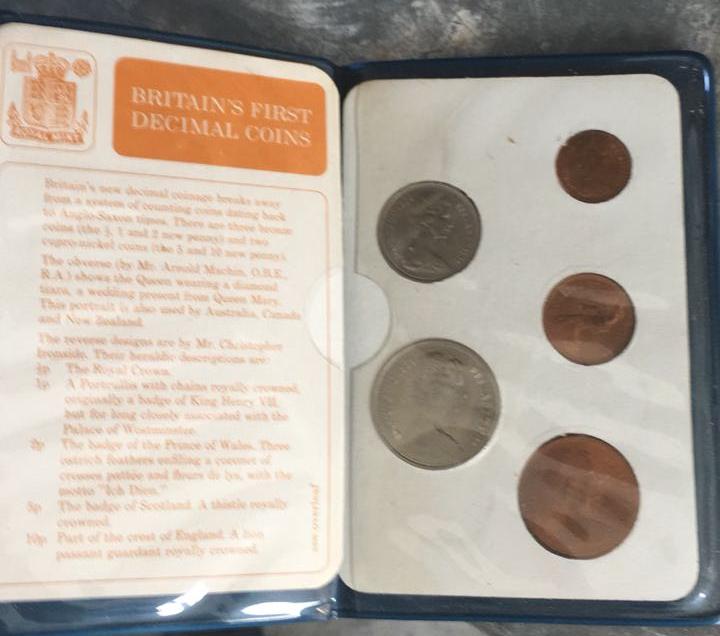 ROYAL MINT
BRITAIN'S FIRST
DECIMAL COINS
Britain's new decimal coinage breaks away
from a system of counting coins dating back
to Anglo-Saxon times. There are three bronze
coins (the ½, 1 and 2 new penny) and two
cupro-nickel coins (the 5 and 10 new penny).
The obverse (by Mr. Arnold Machin, O.B.E.,
R.A.) shows the Queen wearing a diamond
tiara, a wedding present from Queen Mary.
This portrait is also used by Australia, Canada
and New Zealand.
The reverse designs are by Mr. Christopher
Ironside. Their heraldic descriptions are:
½p The Royal Crown.
1p A Portcullis with chains royally crowned,
originally a badge of King Henry VII,
but for long closely associated with the
Palace of Westminster.
2p The badge of the Prince of Wales. Three
ostrich feathers enfiling a coronet of
crosses pattée and fleurs de lys, with the
motto "Ich Dien."
5p The badge of Scotland. A thistle royally
crowned.
10p Part of the crest of England. A lion
passant guardant royally crowned.
see overleaf